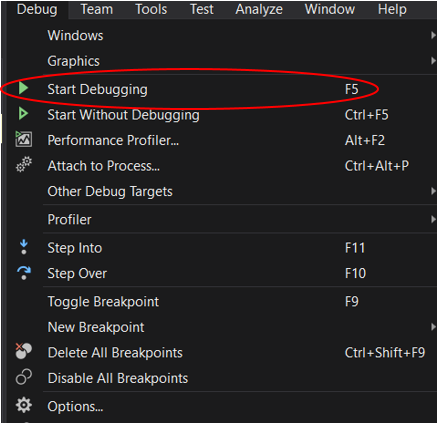 Debug Team Tools Test Analyze Window Help
Windows
Graphics
Start Debugging F5
Start Without Debugging Ctrl+F5
Performance Profiler... Alt+F2
Attach to Process... Ctrl+Alt+P
Other Debug Targets
Profiler
Step Into F11
Step Over F10
Toggle Breakpoint F9
New Breakpoint
Delete All Breakpoints Ctrl+Shift+F9
Disable All Breakpoints
Options...